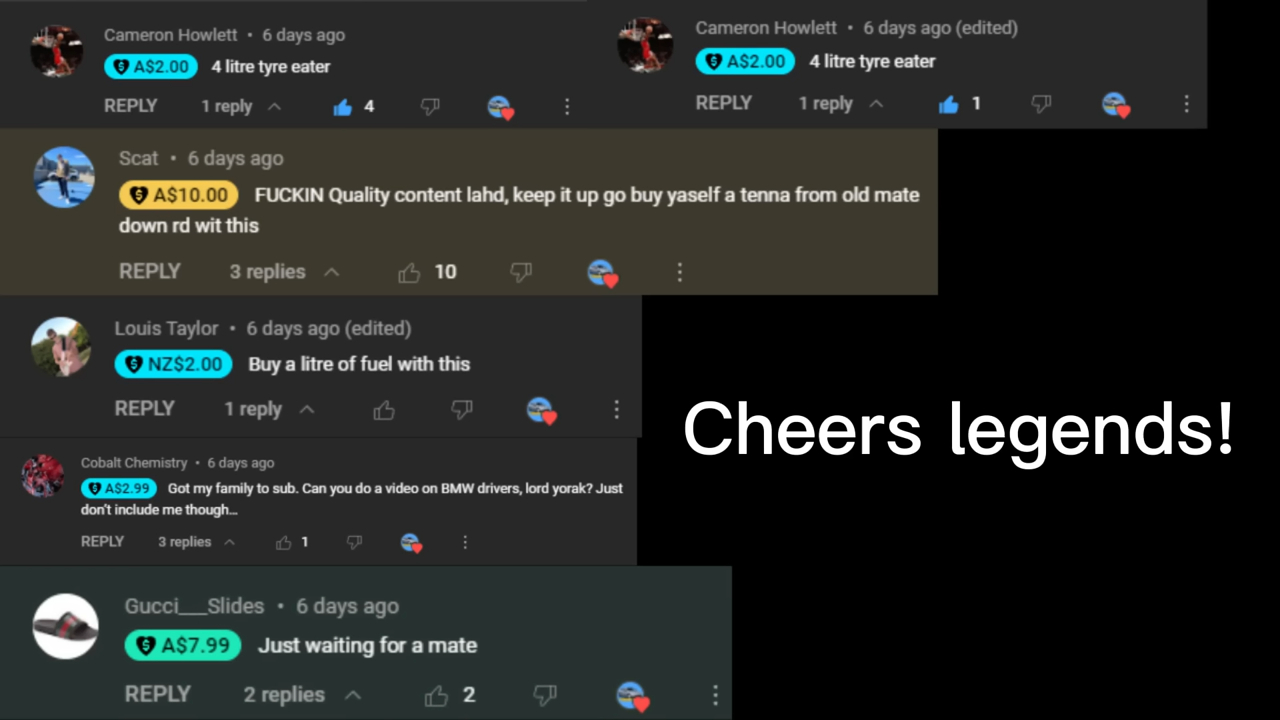 Cameron Howlett • 6 days ago
A$2.00 4 litre tyre eater
REPLY 1 reply 4
Cameron Howlett • 6 days ago (edited)
A$2.00 4 litre tyre eater
REPLY 1 reply 1
Scat • 6 days ago
A$10.00 FUCKIN Quality content lahd, keep it up go buy yaself a tenna from old mate
down rd wit this
REPLY 3 replies 10
Louis Taylor • 6 days ago (edited)
NZ$2.00 Buy a litre of fuel with this
REPLY 1 reply
Cheers legends!
Cobalt Chemistry • 6 days ago
A$2.99 Got my family to sub. Can you do a video on BMW drivers, lord yorak? Just
don't include me though...
REPLY 3 replies 1
Gucci___Slides • 6 days ago
A$7.99 Just waiting for a mate
REPLY 2 replies 2